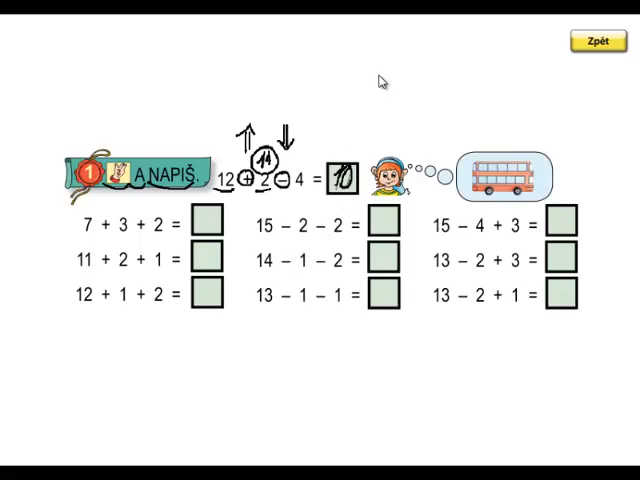 Zpět
14
1 A NAPIŠ. 12 + 2 - 4 = 10
7 + 3 + 2 = 15 - 2 - 2 = 15 - 4 + 3 =
11 + 2 + 1 = 14 - 1 - 2 = 13 - 2 + 3 =
12 + 1 + 2 = 13 - 1 - 1 = 13 - 2 + 1 =